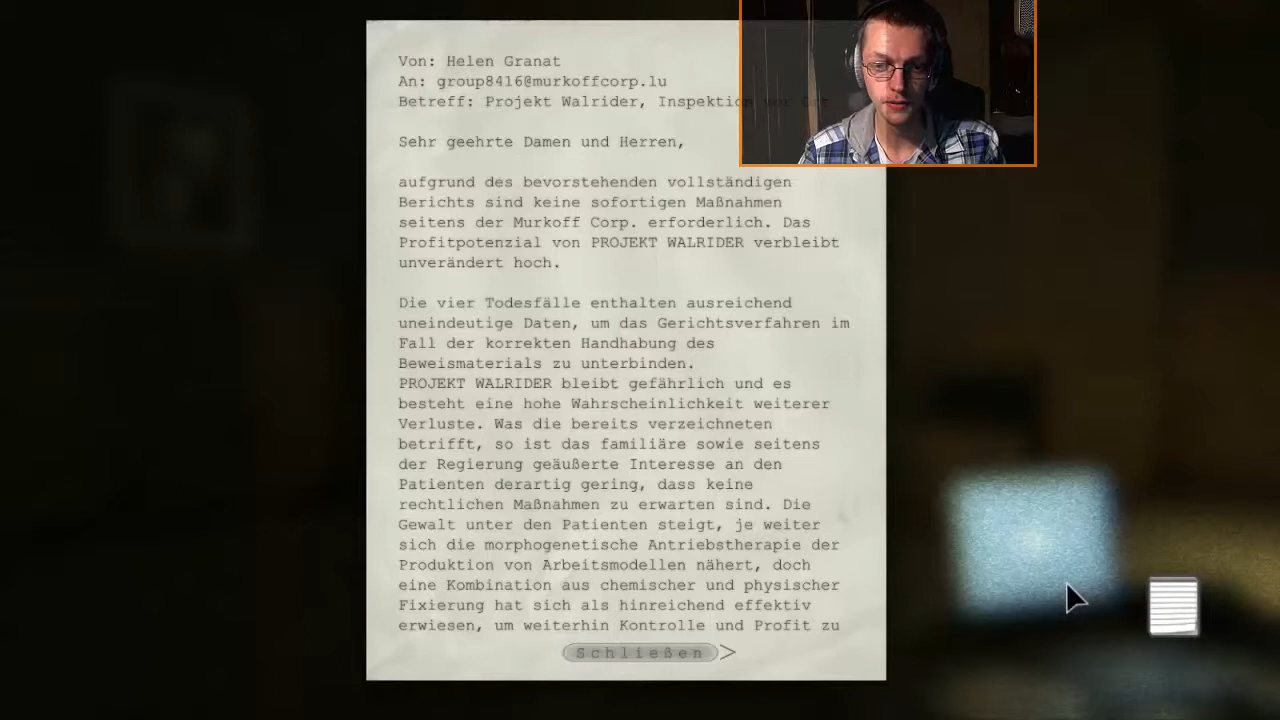 Von: Helen Granat
An: group8416@murkoffcorp.lu
Betreff: Projekt Walrider, Inspektion vor Ort
Sehr geehrte Damen und Herren,
aufgrund des bevorstehenden vollständigen
Berichts sind keine sofortigen Maßnahmen
seitens der Murkoff Corp. erforderlich. Das
Profitpotenzial von PROJEKT WALRIDER verbleibt
unverändert hoch.
Die vier Todesfälle enthalten ausreichend
uneindeutige Daten, um das Gerichtsverfahren im
Fall der korrekten Handhabung des
Beweismaterials zu unterbinden.
PROJEKT WALRIDER bleibt gefährlich und es
besteht eine hohe Wahrscheinlichkeit weiterer
Verluste. Was die bereits verzeichneten
betrifft, so ist das familiäre sowie seitens
der Regierung geäußerte Interesse an den
Patienten derartig gering, dass keine
rechtlichen Maßnahmen zu erwarten sind. Die
Gewalt unter den Patienten steigt, je weiter
sich die morphogenetische Antriebstherapie der
Produktion von Arbeitsmodellen nähert, doch
eine Kombination aus chemischer und physischer
Fixierung hat sich als hinreichend effektiv
erwiesen, um weiterhin Kontrolle und Profit zu
Schließen >